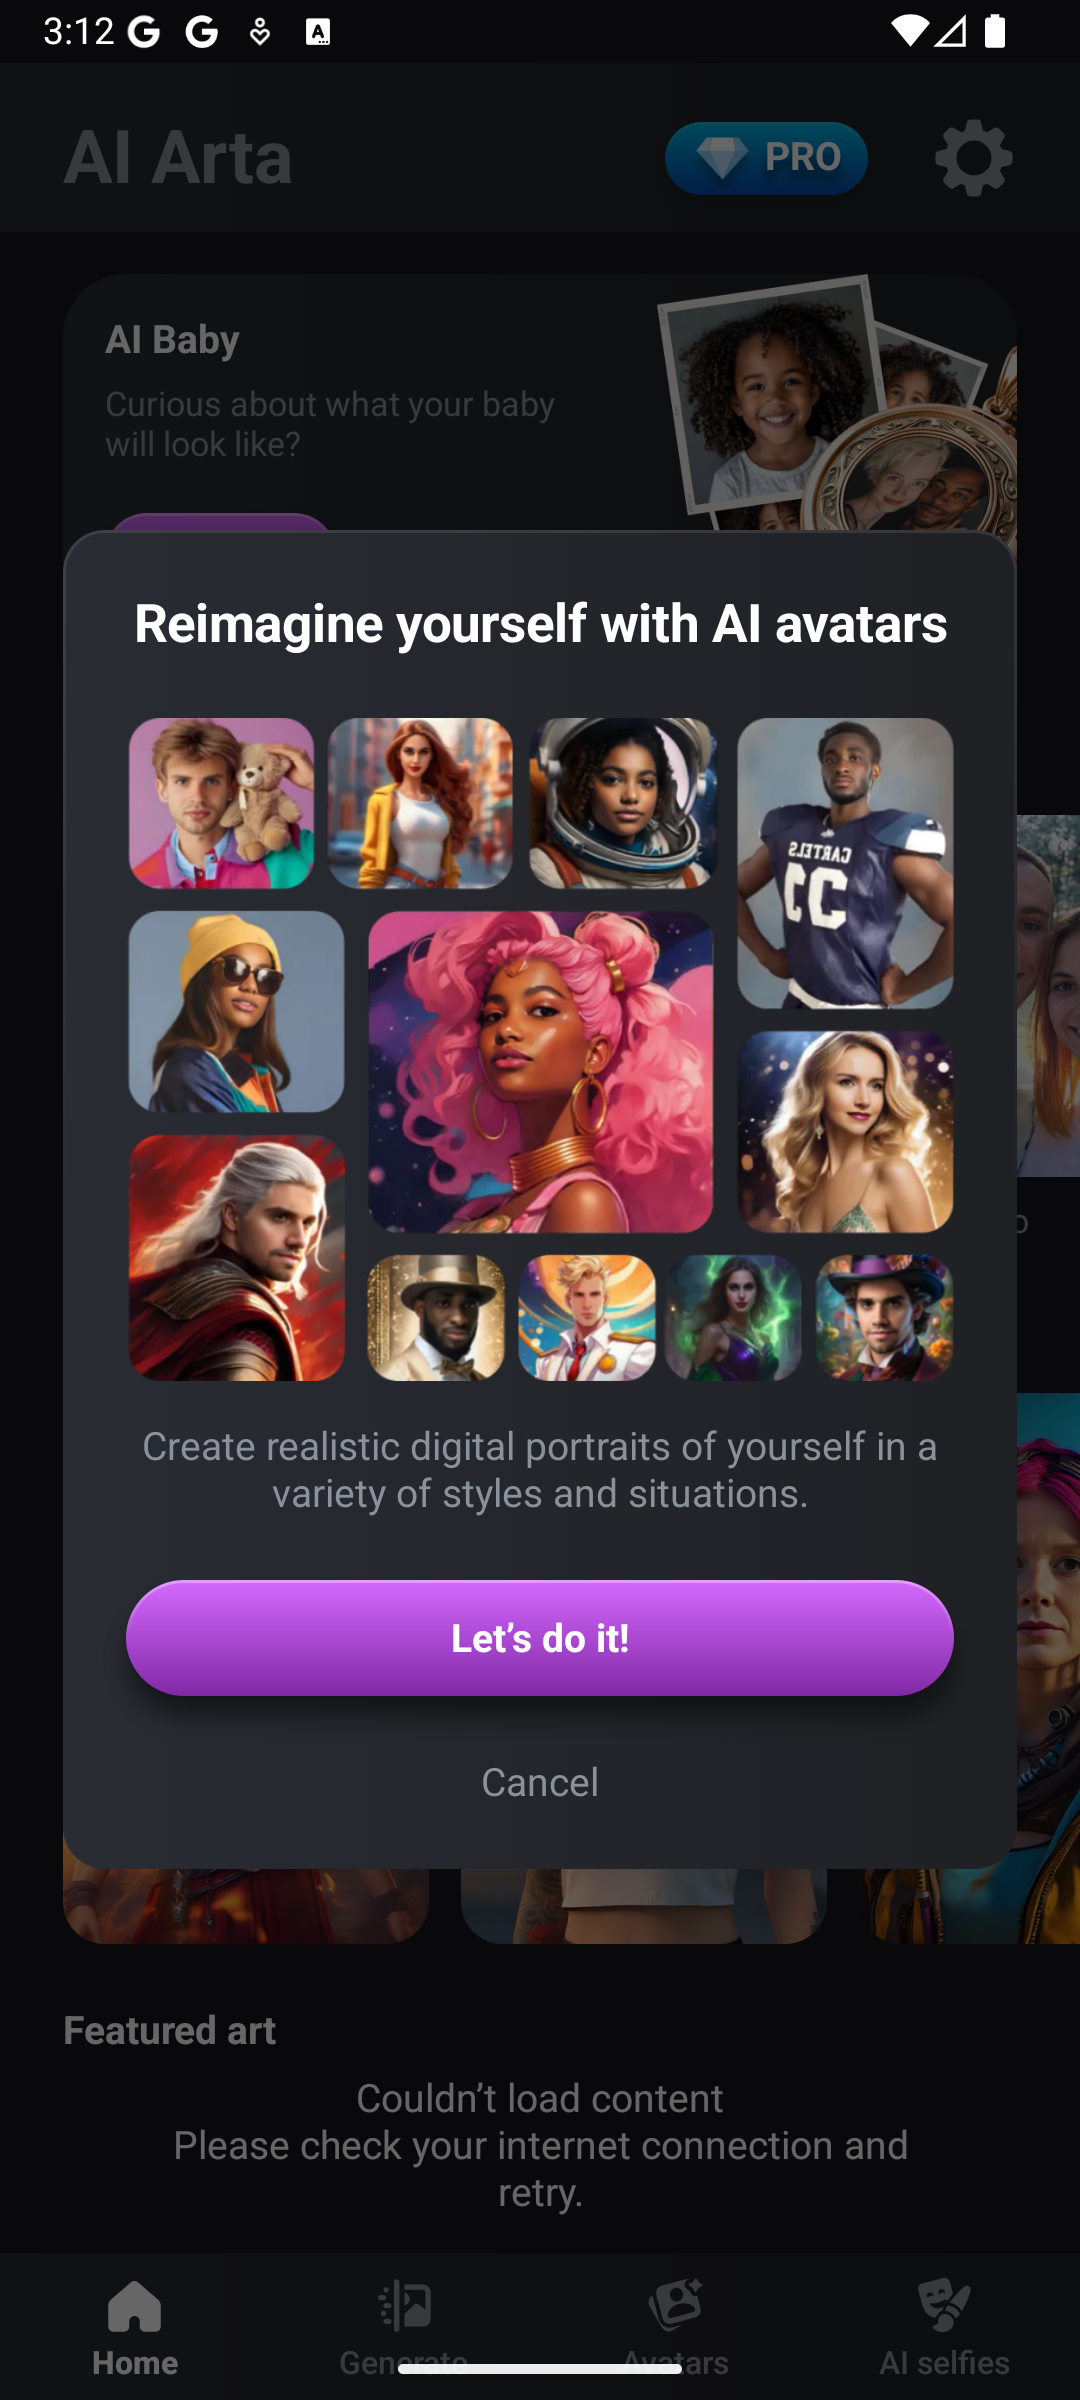 3:12
AI Arta
PRO
AI Baby
Curious about what your baby
will look like?
Reimagine yourself with AI avatars
CARTELS
Create realistic digital portraits of yourself in a
variety of styles and situations.
Let's do it!
Cancel
Featured art
Couldn't load content
Please check your internet connection and
retry.
Home
Generate
Avatars
AI selfies